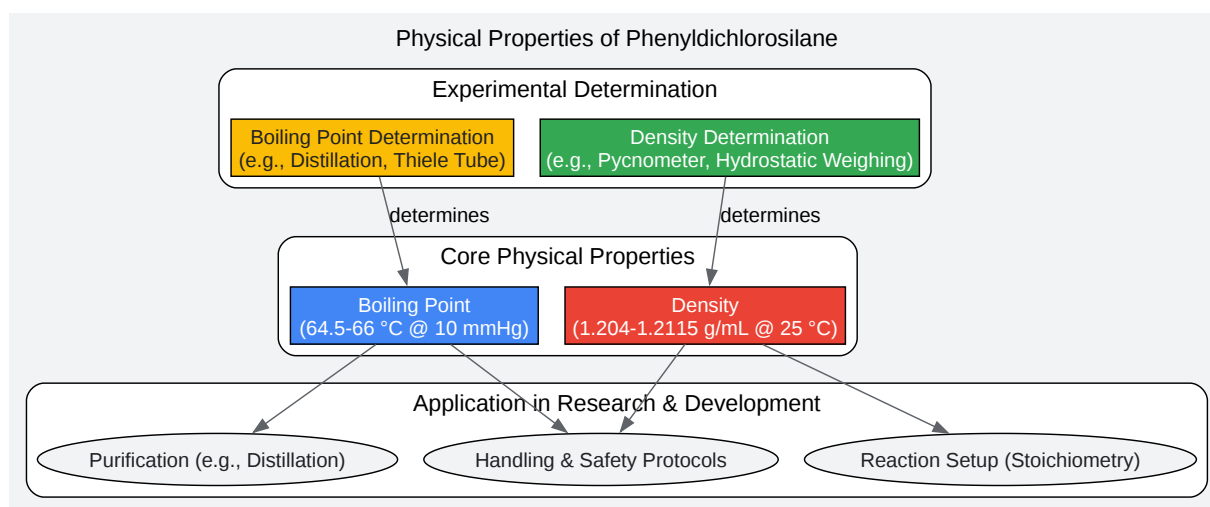 Physical Properties of Phenyldichlorosilane
Experimental Determination
Boiling Point Determination
(e.g., Distillation, Thiele Tube)
Density Determination
(e.g., Pycnometer, Hydrostatic Weighing)
determines
determines
Core Physical Properties
Boiling Point
(64.5-66 °C @ 10 mmHg)
Density
(1.204-1.2115 g/mL @ 25 °C)
Application in Research & Development
Purification (e.g., Distillation)
Handling & Safety Protocols
Reaction Setup (Stoichiometry)